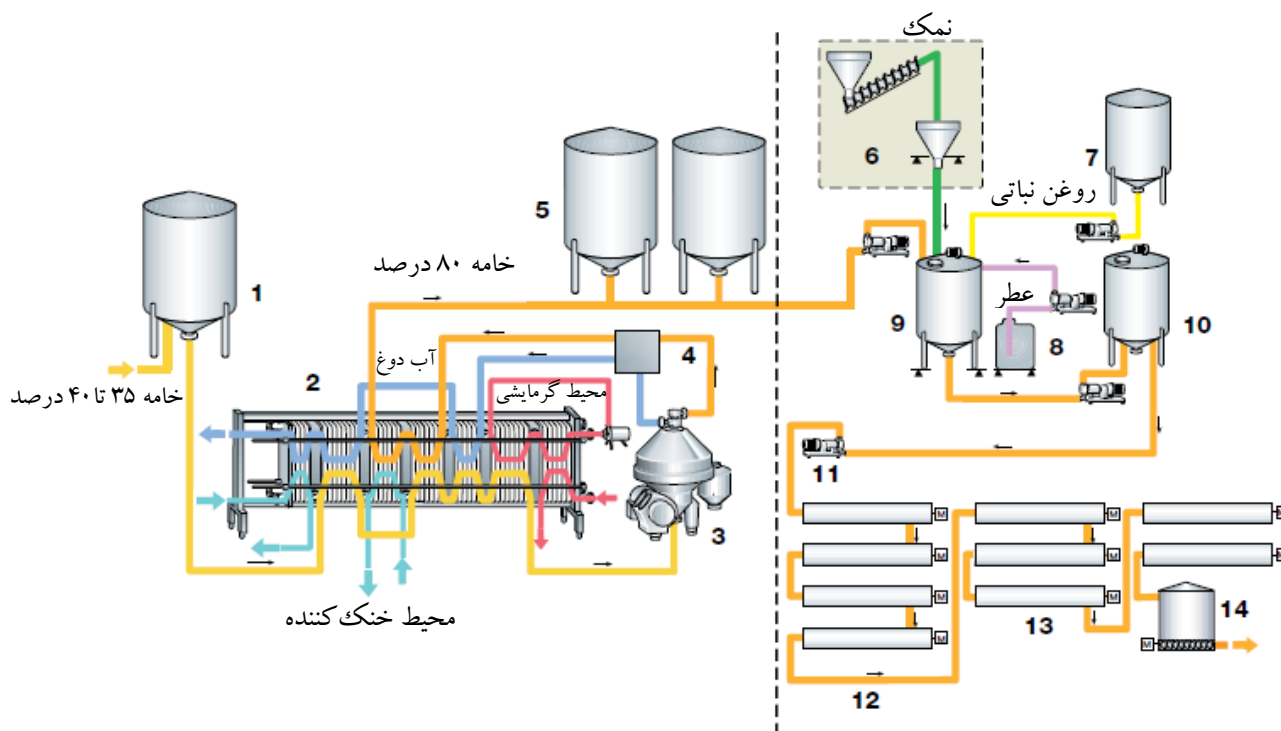 نمک
6
7
روغن نباتی
5
خامه ۸۰ درصد
1
9
عطر
8
10
4
آب دوغ
2
محیط گرمایشی
خامه ۳۵ تا ۴۰ درصد
3
11
محیط خنک کننده
M
M
M
M
M
M
M
M
M
M
12
13
14